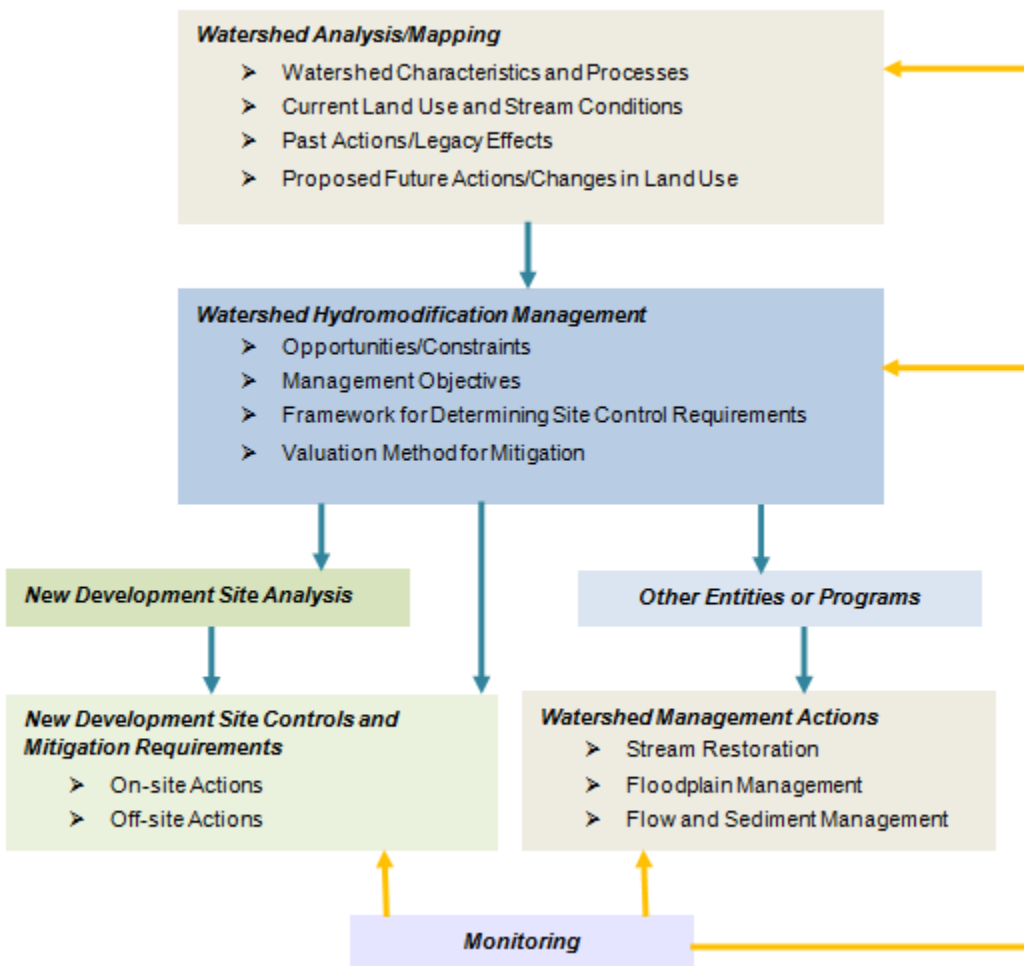 Watershed Analysis/Mapping
➢ Watershed Characteristics and Processes
➢ Current Land Use and Stream Conditions
➢ Past Actions/Legacy Effects
➢ Proposed Future Actions/Changes in Land Use
Watershed Hydromodification Management
➢ Opportunities/Constraints
➢ Management Objectives
➢ Framework for Determining Site Control Requirements
➢ Valuation Method for Mitigation
New Development Site Analysis
Other Entities or Programs
New Development Site Controls and
Mitigation Requirements
➢ On-site Actions
➢ Off-site Actions
Watershed Management Actions
➢ Stream Restoration
➢ Floodplain Management
➢ Flow and Sediment Management
Monitoring